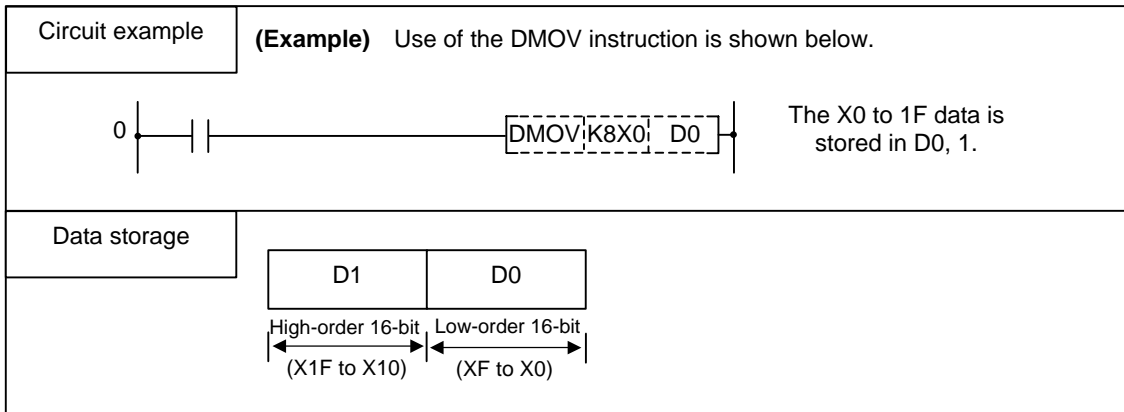 Circuit example
(Example) Use of the DMOV instruction is shown below.
0
DMOV K8X0 D0
The X0 to 1F data is
stored in D0, 1.
Data storage
D1 D0
High-order 16-bit Low-order 16-bit
(X1F to X10) (XF to X0)